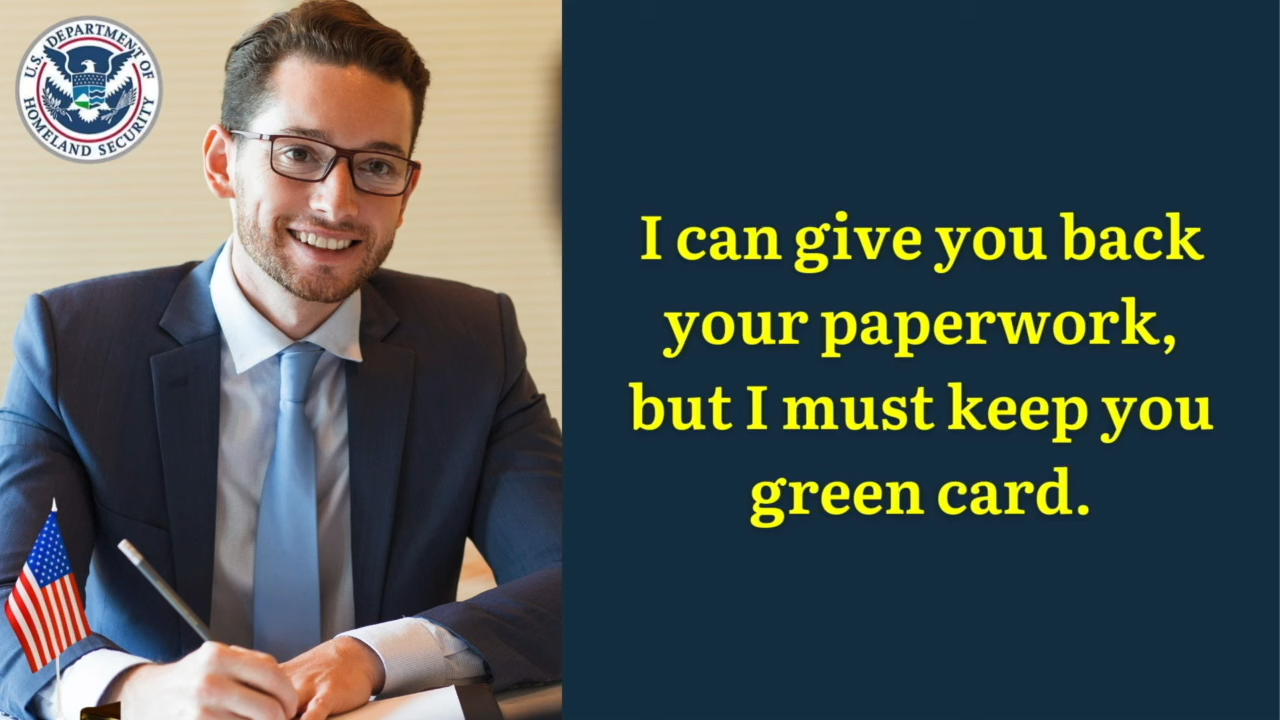 U.S. DEPARTMENT OF
HOMELAND SECURITY
I can give you back
your paperwork,
but I must keep you
green card.